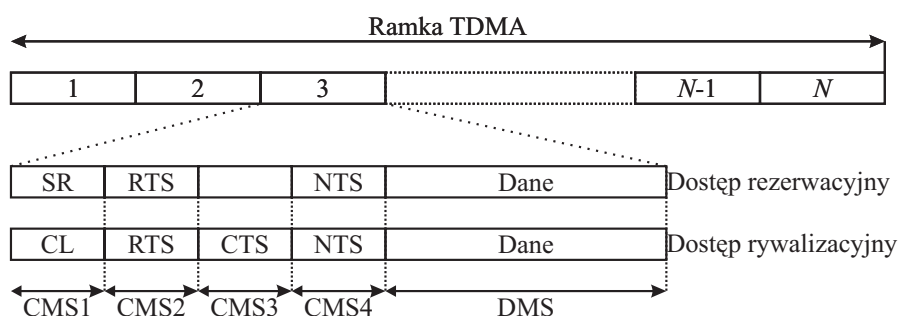 Ramka TDMA
1 2 3 N-1 N
SR RTS NTS Dane Dostęp rezerwacyjny
CL RTS CTS NTS Dane Dostęp rywalizacyjny
CMS1 CMS2 CMS3 CMS4 DMS